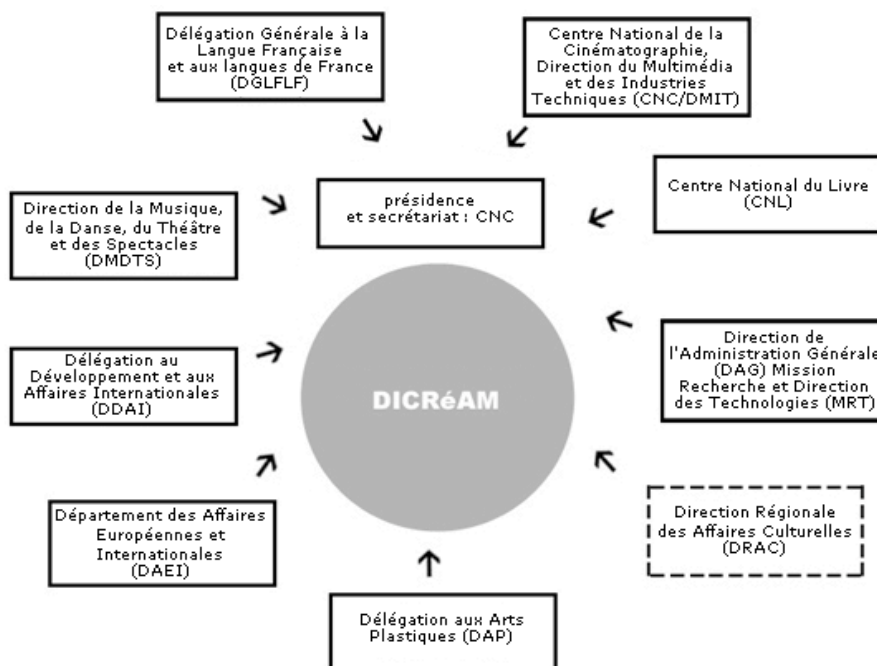 Délégation Générale à la
Langue Française
et aux langues de France
(DGLFLF)
Centre National de la
Cinématographie,
Direction du Multimédia
et des Industries
Techniques (CNC/DMIT)
Direction de la Musique,
de la Danse, du Théâtre
et des Spectacles
(DMDTS)
présidence
et secrétariat : CNC
Centre National du Livre
(CNL)
Délégation au
Développement et aux
Affaires Internationales
(DDAI)
DICRéAM
Direction de
l'Administration Générale
(DAG) Mission
Recherche et Direction
des Technologies (MRT)
Département des Affaires
Européennes et
Internationales
(DAEI)
Direction Régionale
des Affaires Culturelles
(DRAC)
Délégation aux Arts
Plastiques (DAP)